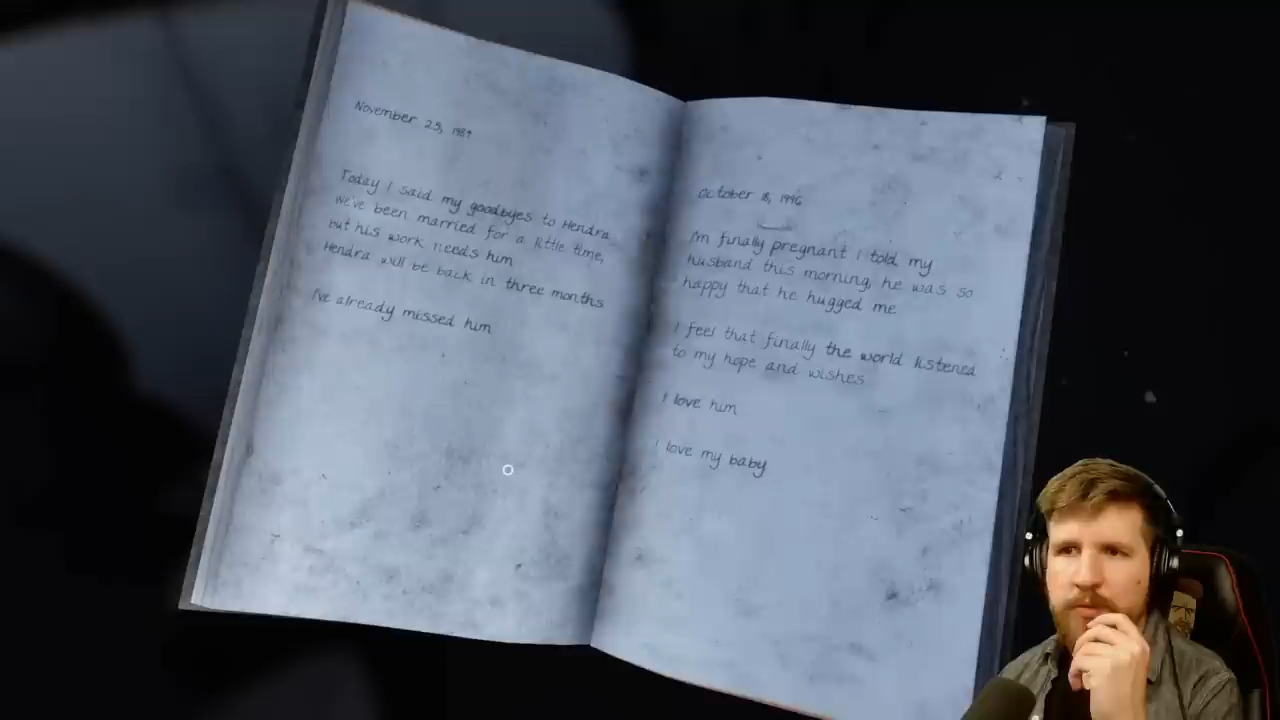 November 23, 1989
Today I said my goodbyes to Hendra
we've been married for a little time,
but his work needs him
Hendra will be back in three months
I've already missed him
October 18, 1996
I'm finally pregnant I told my
husband this morning, he was so
happy that he hugged me
I feel that finally the world listened
to my hope and wishes
I love him
I love my baby